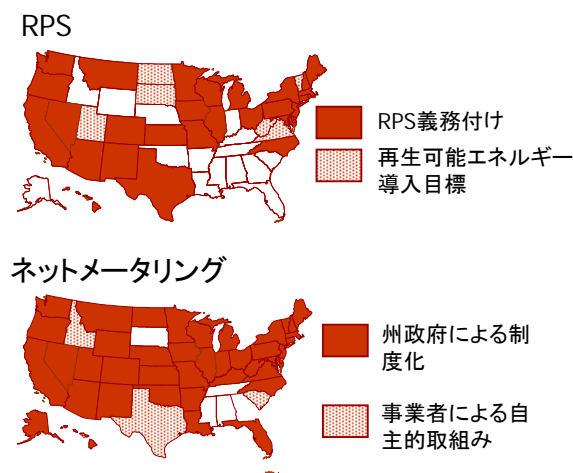 RPS
RPS義務付け
再生可能エネルギー
導入目標
ネットメータリング
州政府による制
度化
事業者による自
主的取組み